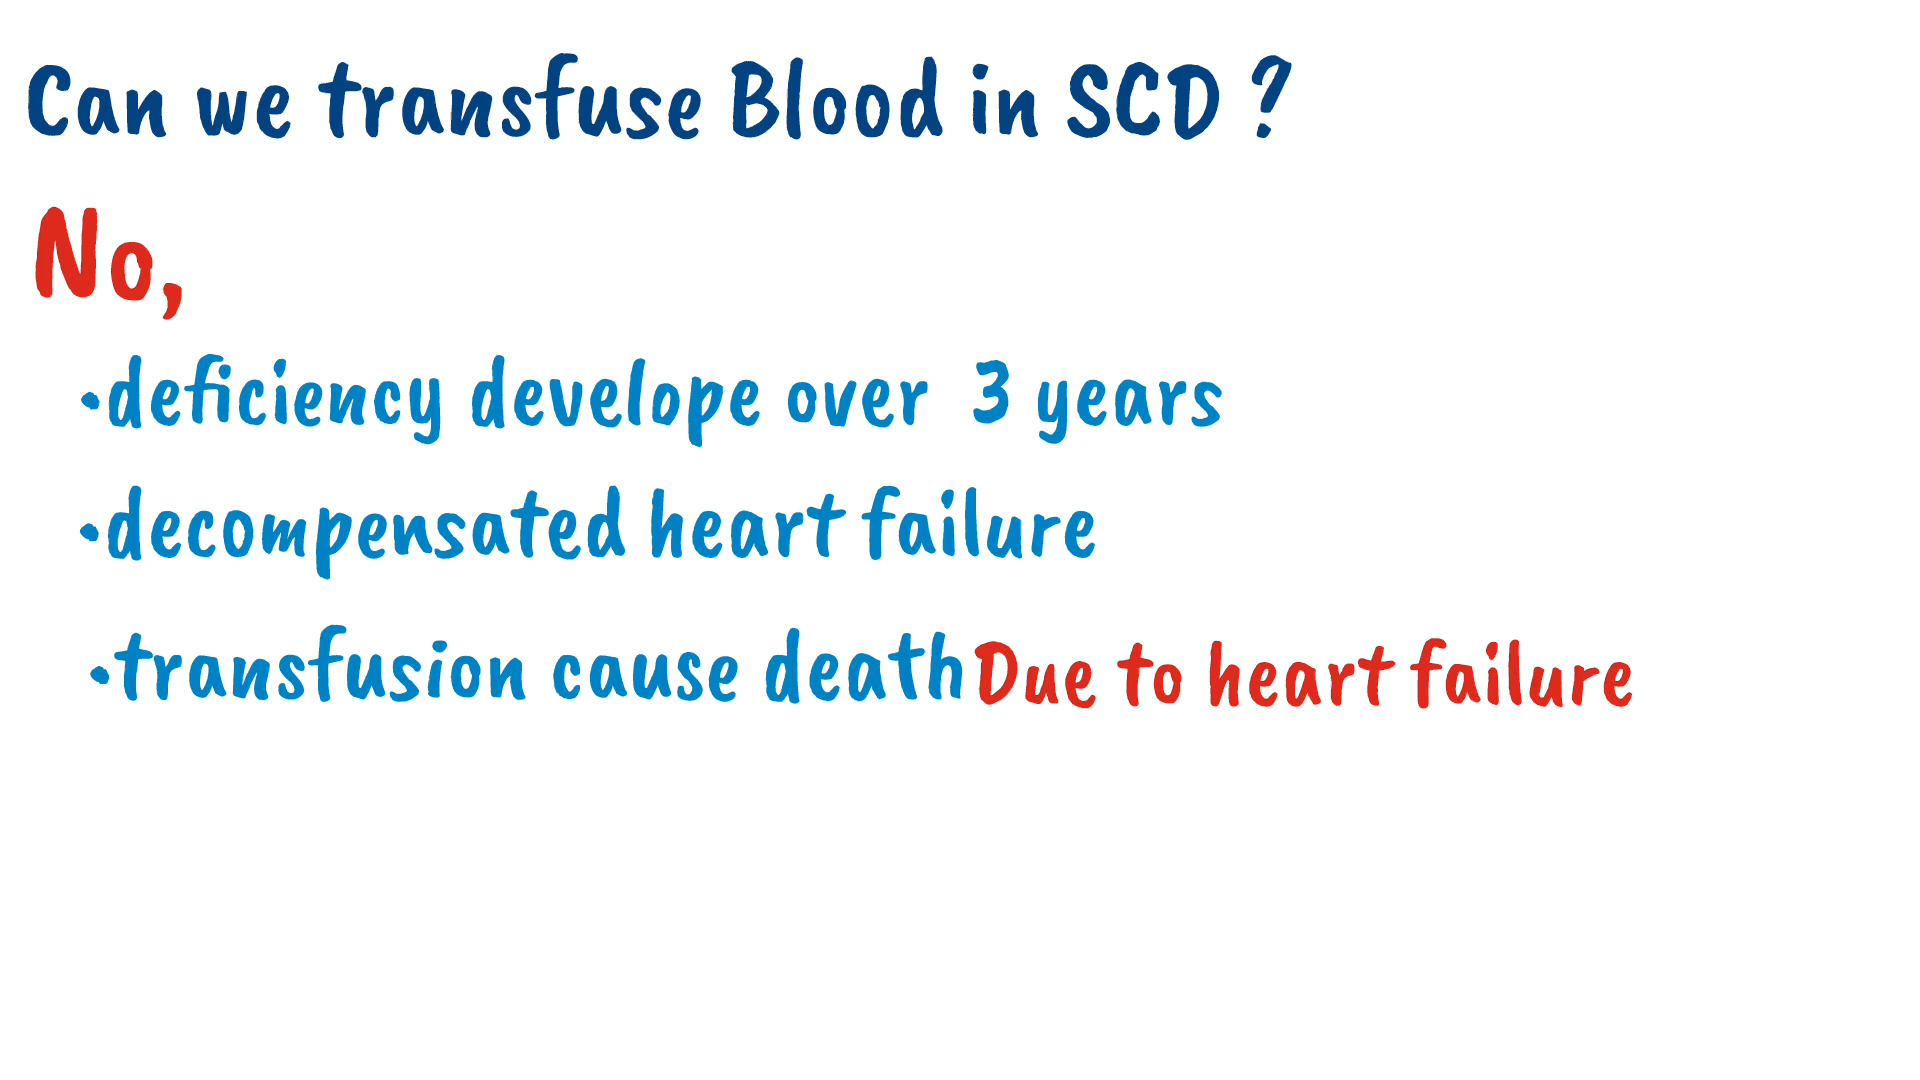 Can we transfuse Blood in SCD ?
No,
•deficiency develope over 3 years
•decompensated heart failure
•transfusion cause death Due to heart failure